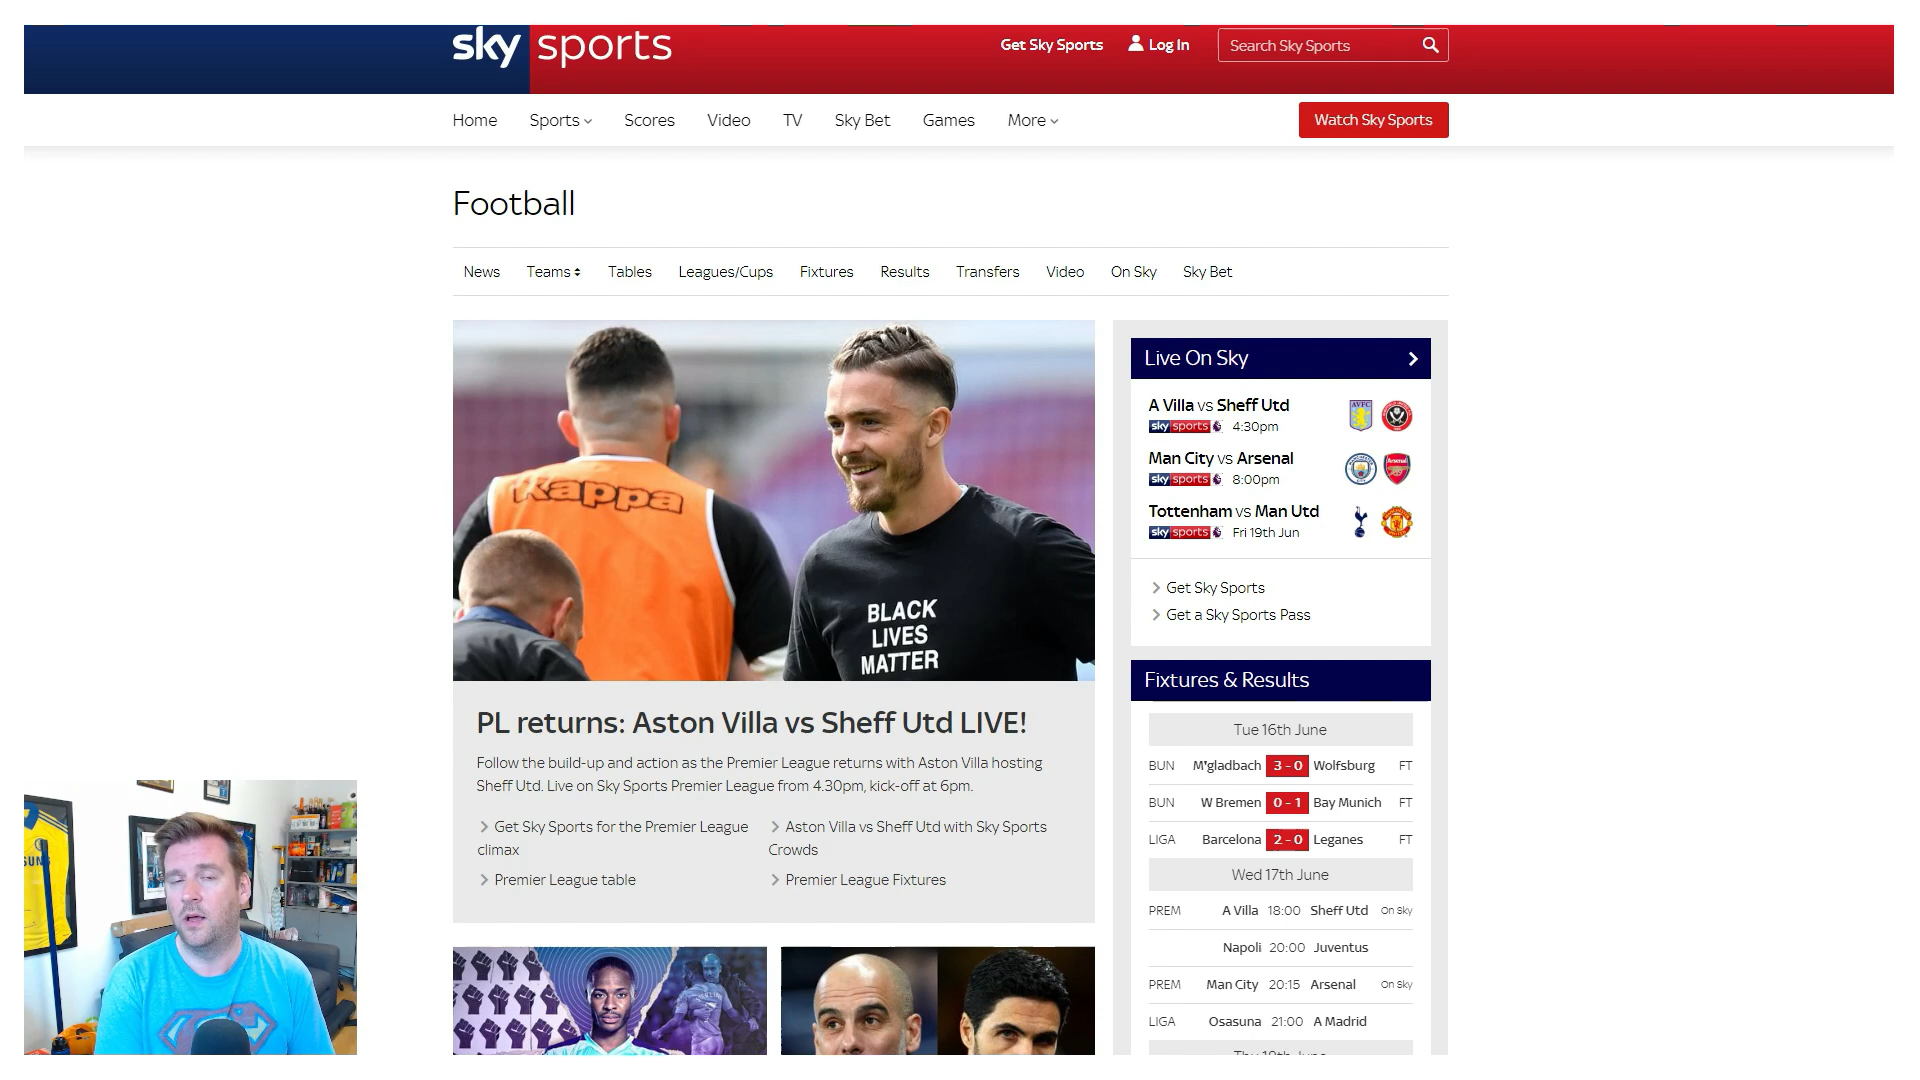 sky sports
Get Sky Sports
Log In
Search Sky Sports
Home
Sports
Scores
Video
TV
Sky Bet
Games
More
Watch Sky Sports
Football
News
Teams
Tables
Leagues/Cups
Fixtures
Results
Transfers
Video
On Sky
Sky Bet
Kappa
BLACK
LIVES
MATTER
PL returns: Aston Villa vs Sheff Utd LIVE!
Follow the build-up and action as the Premier League returns with Aston Villa hosting
Sheff Utd. Live on Sky Sports Premier League from 4.30pm, kick-off at 6pm.
Get Sky Sports for the Premier League
climax
Aston Villa vs Sheff Utd with Sky Sports
Crowds
Premier League table
Premier League Fixtures
Live On Sky
A Villa vs Sheff Utd
sky sports 4:30pm
AVFC
Man City vs Arsenal
sky sports 8:00pm
Arsenal
Tottenham vs Man Utd
sky sports Fri 19th Jun
Get Sky Sports
Get a Sky Sports Pass
Fixtures & Results
Tue 16th June
BUN M'gladbach 3 - 0 Wolfsburg FT
BUN W Bremen 0 - 1 Bay Munich FT
LIGA Barcelona 2 - 0 Leganes FT
Wed 17th June
PREM A Villa 18:00 Sheff Utd On Sky
Napoli 20:00 Juventus
PREM Man City 20:15 Arsenal On Sky
LIGA Osasuna 21:00 A Madrid